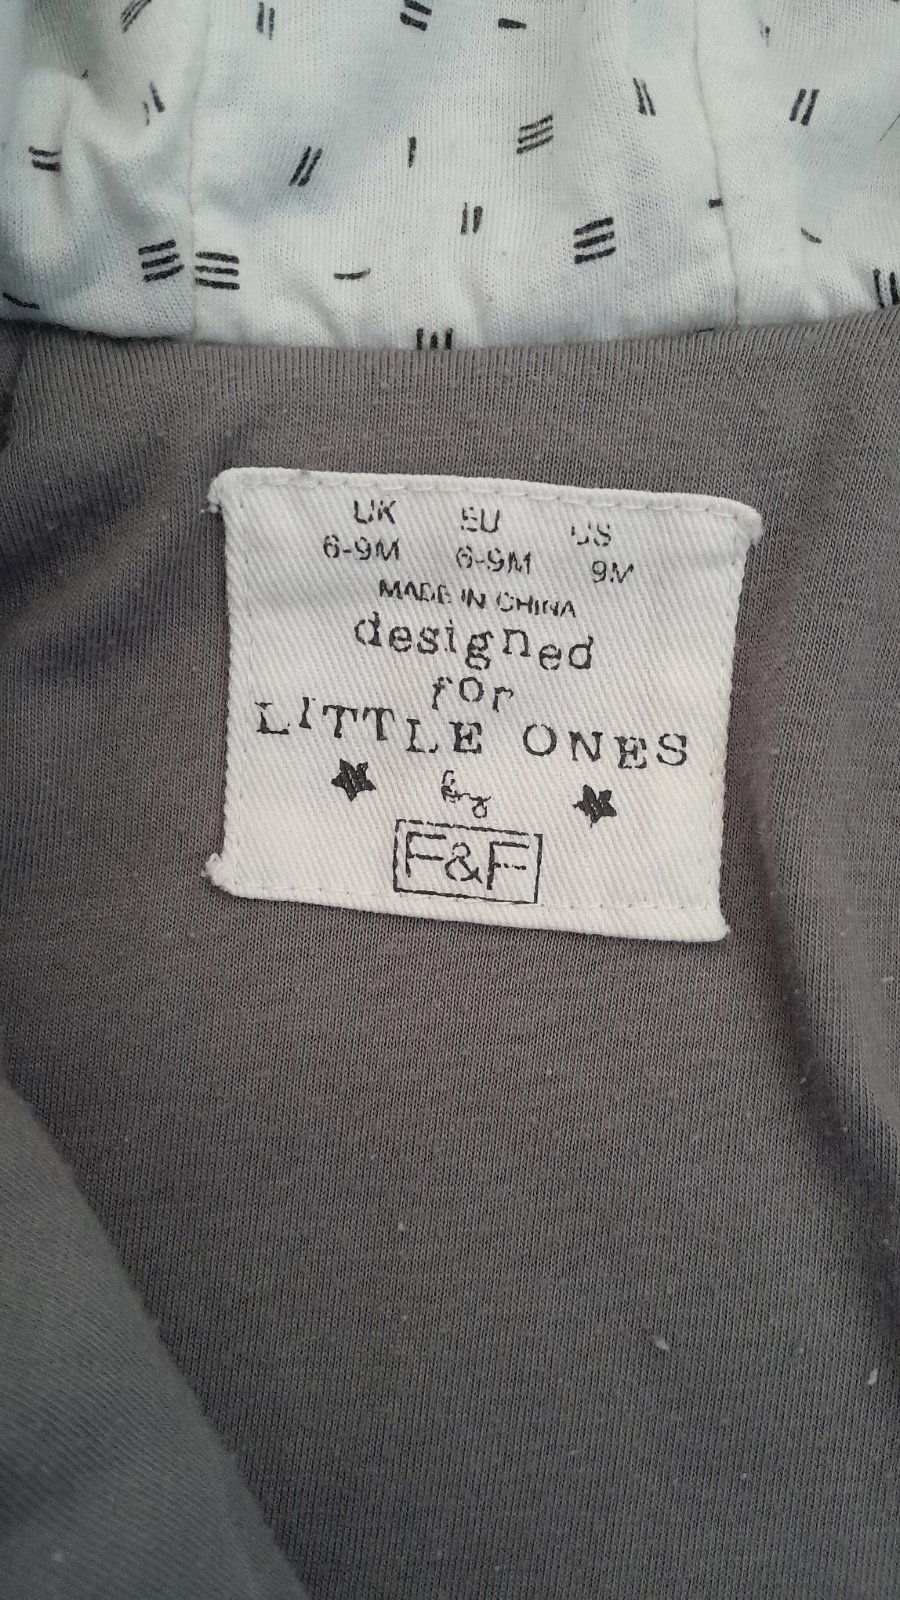 UK EU US
6-9M 6-9M 9M
MADE IN CHINA
designed
for
LITTLE ONES
by
F&F